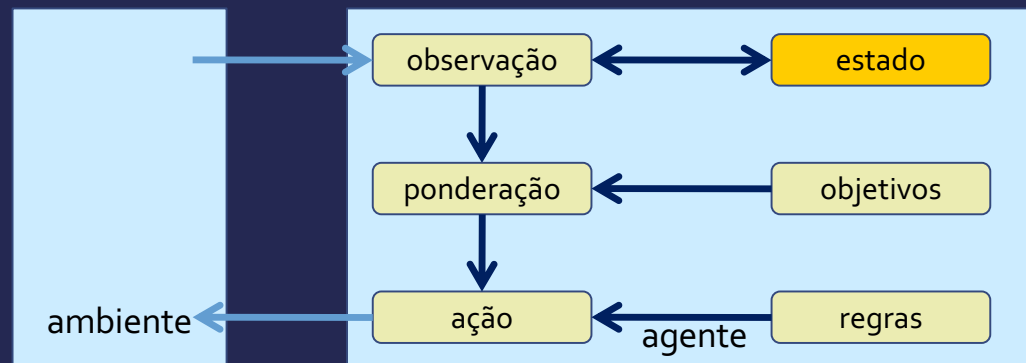 observação
estado
ponderação
objetivos
ação
regras
ambiente
agente